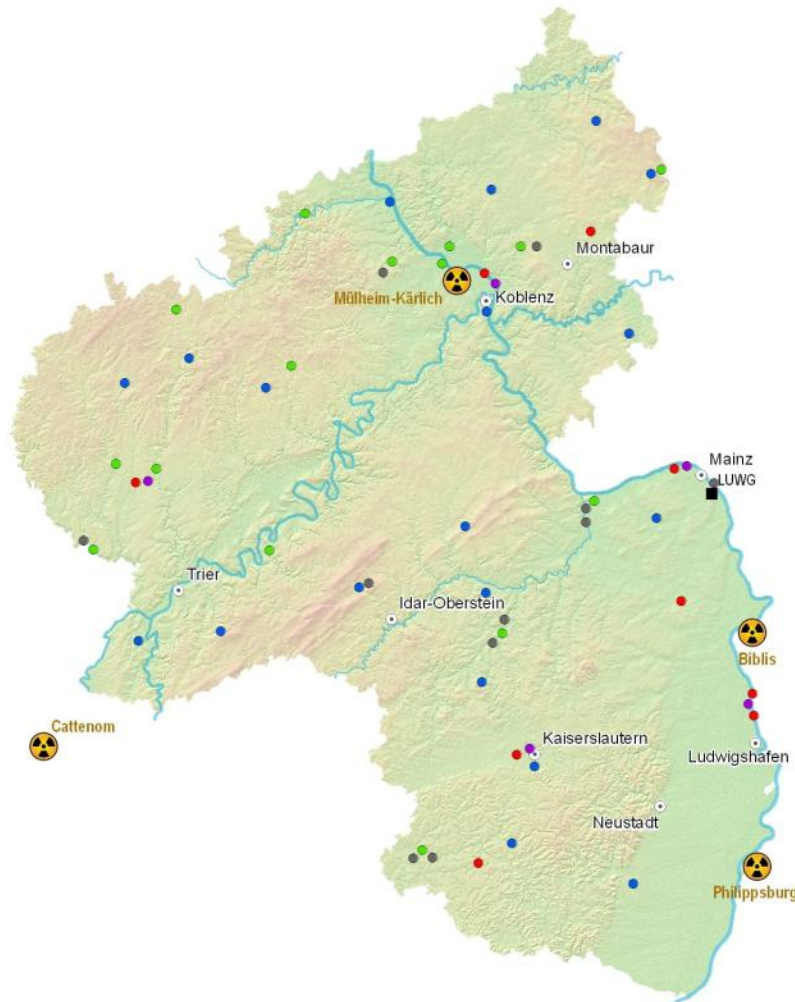 Montabaur
Mülheim-Kärlich
Koblenz
Mainz
LUWG
Trier
Idar-Oberstein
Biblis
Cattenom
Kaiserslautern
Ludwigshafen
Neustadt
Philippsburg